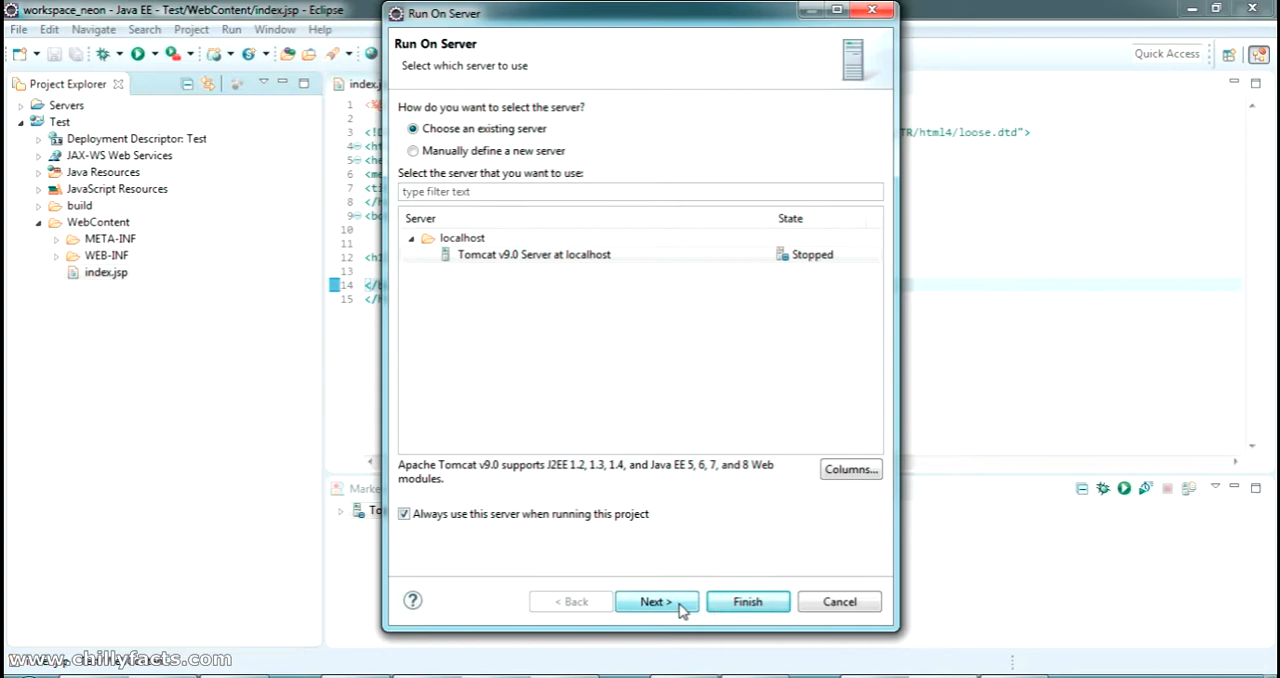 workspace_neon - Java EE - Test/WebContent/index.jsp - Eclipse
File Edit Navigate Search Project Run Window Help
Quick Access
Project Explorer
Servers
Test
Deployment Descriptor: Test
JAX-WS Web Services
Java Resources
JavaScript Resources
build
WebContent
META-INF
WEB-INF
index.jsp
1 <%
2
3 <! TR/html4/loose.dtd">
4 <ht
5 <he
6 <me
7 <ti
8 </h
9 <bo
10
11
12 <h
13
14 </
15 </h
Run On Server
Run On Server
Select which server to use
How do you want to select the server?
Choose an existing server
Manually define a new server
Select the server that you want to use:
type filter text
Server State
localhost
Tomcat v9.0 Server at localhost Stopped
Apache Tomcat v9.0 supports J2EE 1.2, 1.3, 1.4, and Java EE 5, 6, 7, and 8 Web
modules.
Columns...
Always use this server when running this project
< Back Next > Finish Cancel
www.chillyfacts.com